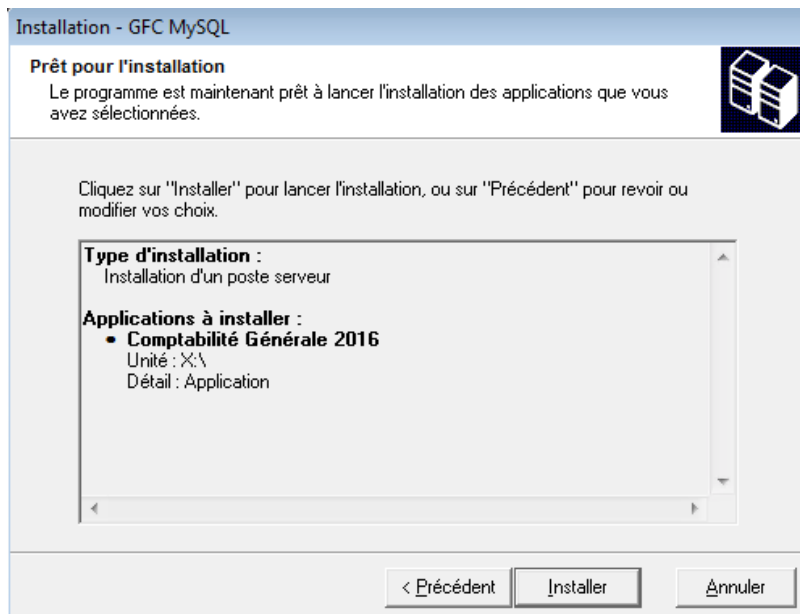 Installation - GFC MySQL
Prêt pour l'installation
Le programme est maintenant prêt à lancer l'installation des applications que vous
avez sélectionnées.
Cliquez sur "Installer" pour lancer l'installation, ou sur "Précédent" pour revoir ou
modifier vos choix.
Type d'installation :
Installation d'un poste serveur
Applications à installer :
• Comptabilité Générale 2016
Unité : X:\
Détail : Application
< Précédent
Installer
Annuler